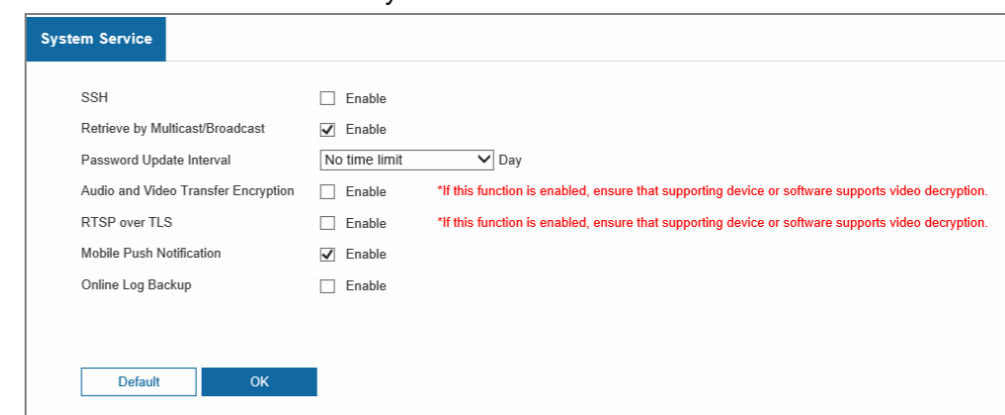 System Service
SSH Enable
Retrieve by Multicast/Broadcast Enable
Password Update Interval No time limit Day
Audio and Video Transfer Encryption Enable *If this function is enabled, ensure that supporting device or software supports video decryption.
RTSP over TLS Enable *If this function is enabled, ensure that supporting device or software supports video decryption.
Mobile Push Notification Enable
Online Log Backup Enable
Default OK